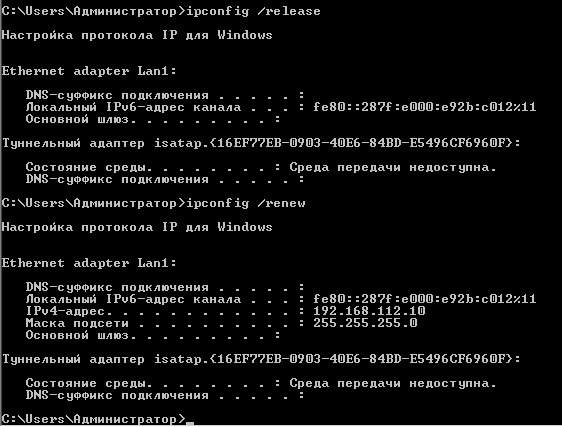 C:\Users\Администратор>ipconfig /release
Настройка протокола IP для Windows
Ethernet adapter Lan1:
DNS-суффикс подключения . . . . . :
Локальный IPv6-адрес канала . . . : fe80::287f:e000:e92b:c012%11
Основной шлюз. . . . . . . . . :
Туннельный адаптер isatap.{16EF77EB-0903-40E6-84BD-E5496CF6960F}:
Состояние среды. . . . . . . . : Среда передачи недоступна.
DNS-суффикс подключения . . . . . :
C:\Users\Администратор>ipconfig /renew
Настройка протокола IP для Windows
Ethernet adapter Lan1:
DNS-суффикс подключения . . . . . :
Локальный IPv6-адрес канала . . . : fe80::287f:e000:e92b:c012%11
IPv4-адрес. . . . . . . . . . . . : 192.168.112.10
Маска подсети . . . . . . . . . . : 255.255.255.0
Основной шлюз. . . . . . . . . :
Туннельный адаптер isatap.{16EF77EB-0903-40E6-84BD-E5496CF6960F}:
Состояние среды. . . . . . . . : Среда передачи недоступна.
DNS-суффикс подключения . . . . . :
C:\Users\Администратор>_